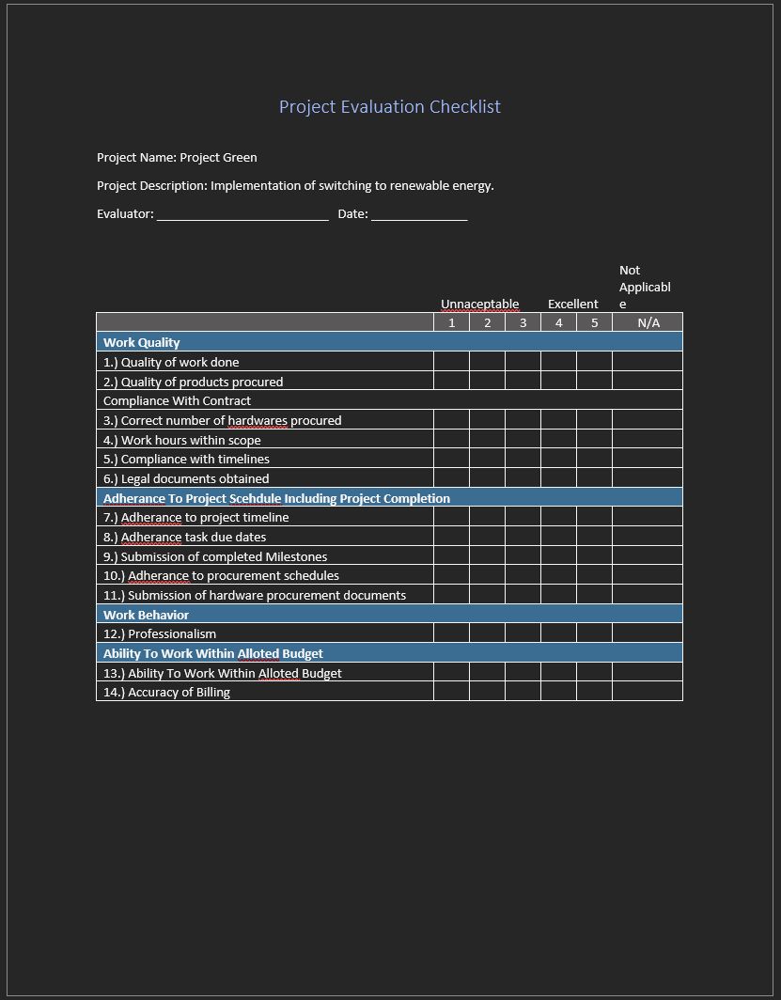 Project Evaluation Checklist
Project Name: Project Green
Project Description: Implementation of switching to renewable energy.
Evaluator: __________________________ Date: ______________
Not
Applicabl
Unnaceptable Excellent e
1 2 3 4 5 N/A
Work Quality
1.) Quality of work done
2.) Quality of products procured
Compliance With Contract
3.) Correct number of hardwares procured
4.) Work hours within scope
5.) Compliance with timelines
6.) Legal documents obtained
Adherance To Project Scehdule Including Project Completion
7.) Adherance to project timeline
8.) Adherance task due dates
9.) Submission of completed Milestones
10.) Adherance to procurement schedules
11.) Submission of hardware procurement documents
Work Behavior
12.) Professionalism
Ability To Work Within Alloted Budget
13.) Ability To Work Within Alloted Budget
14.) Accuracy of Billing